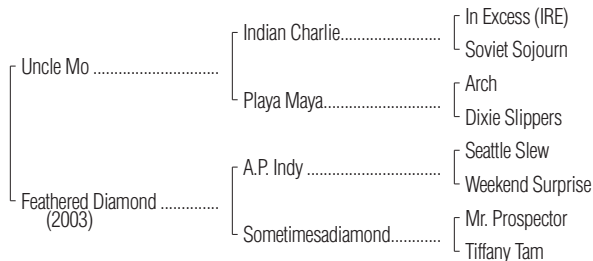 In Excess (IRE)
Indian Charlie....................
Soviet Sojourn
Uncle Mo .........................
Arch
Playa Maya.......................
Dixie Slippers
Seattle Slew
A.P. Indy ..........................
Weekend Surprise
Feathered Diamond ............
(2003)
Mr. Prospector
Sometimesadiamond...........
Tiffany Tam